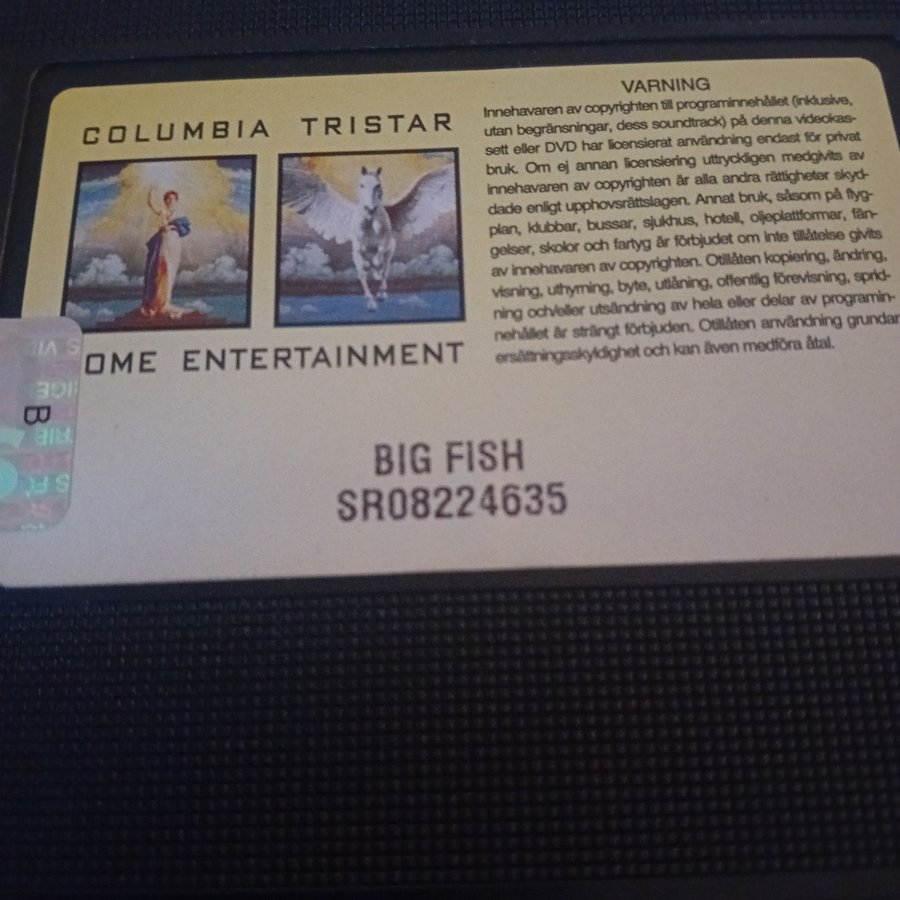 COLUMBIA TRISTAR
OME ENTERTAINMENT
VARNING
Innehavaren av copyrighten till programinnehållet (inklusive,
utan begränsningar, dess soundtrack) på denna videokas-
sett eller DVD har licensierat användning endast för privat
bruk. Om ej annan licensiering uttryckligen medgivits av
innehavaren av copyrighten är alla andra rättigheter skyd-
dade enligt upphovsrättslagen. Annat bruk, såsom på flyg-
plan, klubbar, bussar, sjukhus, hotell, oljeplattformar, fän-
gelser, skolor och fartyg är förbjudet om inte tillåtelse givits
av innehavaren av copyrighten. Otillåten kopiering, ändring,
visning, uthyrning, byte, utlåning, offentlig förevisning, sprid-
ning och/eller utsändning av hela eller delar av programin-
nehållet är strängt förbjuden. Otillåten användning grundar
ersättningsskyldighet och kan även medföra åtal.
B
BIG FISH
SR08224635